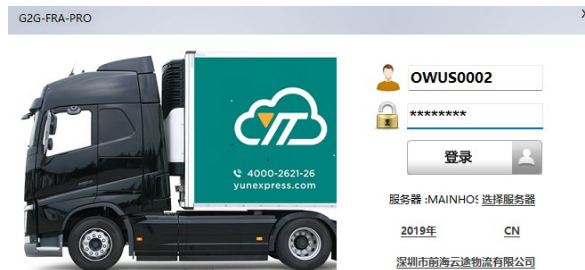 G2G-FRA-PRO
X
YT
OWUS0002
********
4000-2621-26
yunexpress.com
登录
服务器 :MAINHOS 选择服务器
2019年 CN
深圳市前海云途物流有限公司